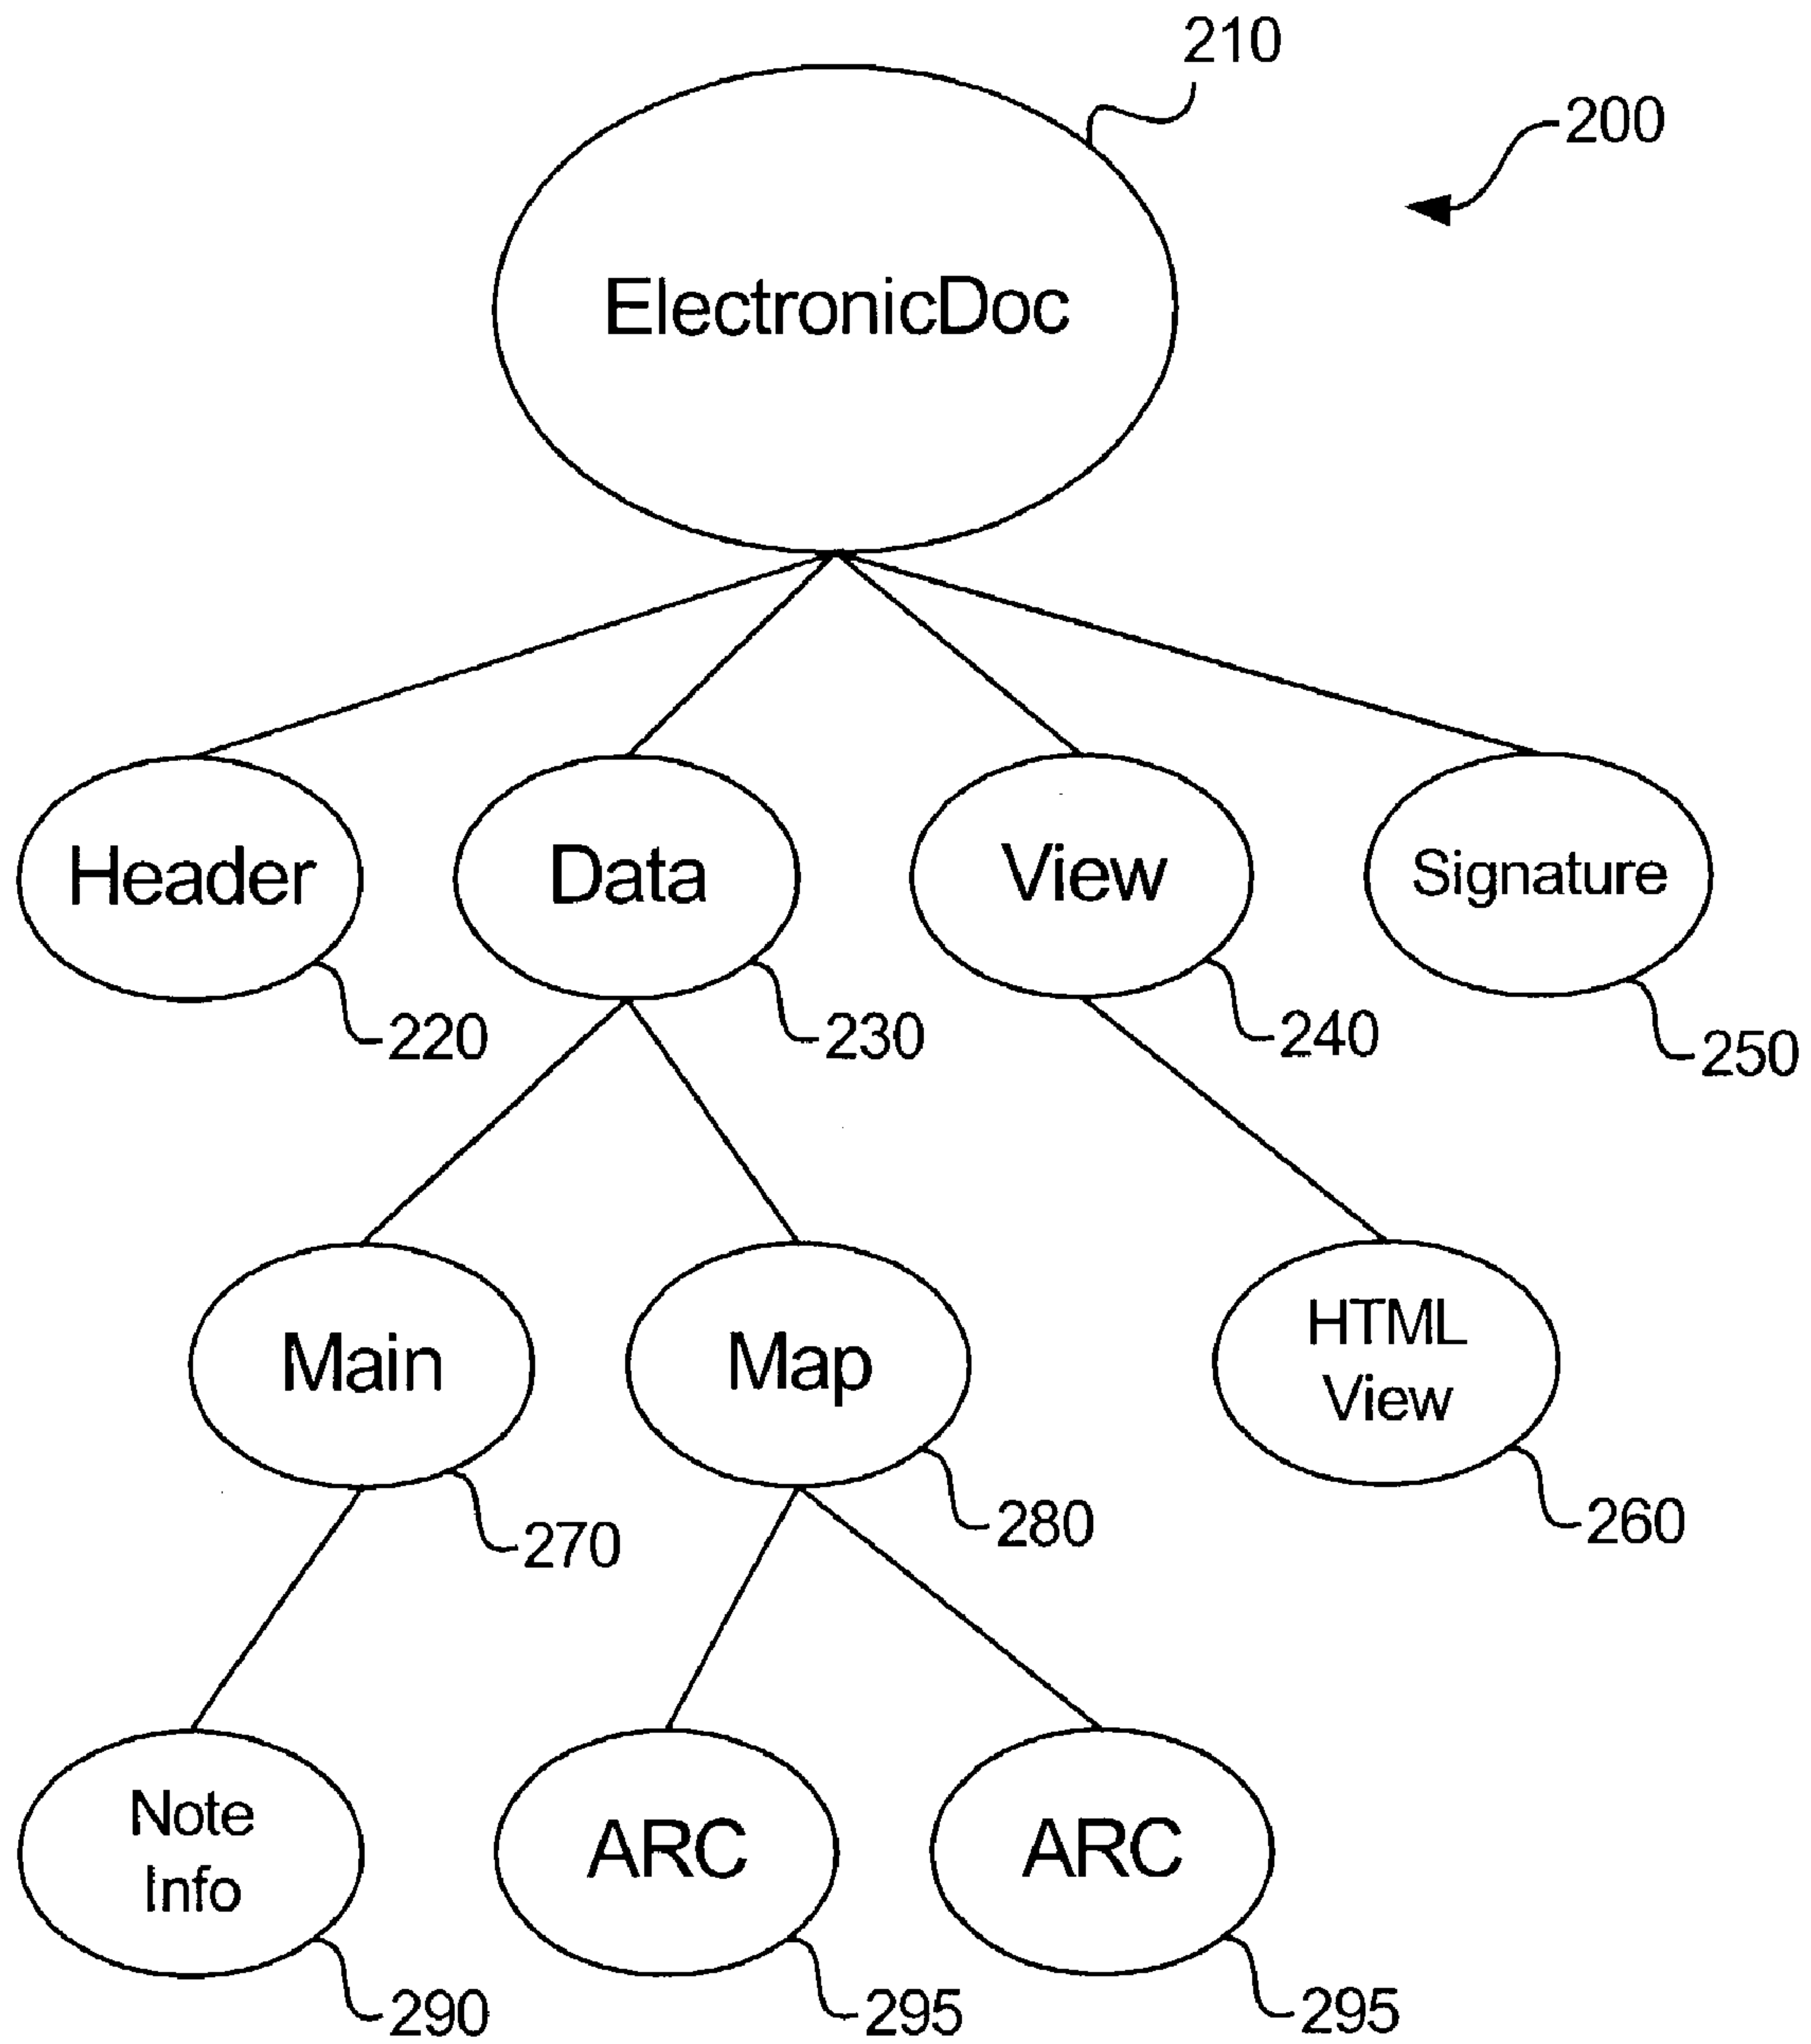 210
200
ElectronicDoc
Header
Data
View
Signature
220
230
240
250
Main
Map
HTML
View
270
280
260
Note
Info
ARC
ARC
290
295
295